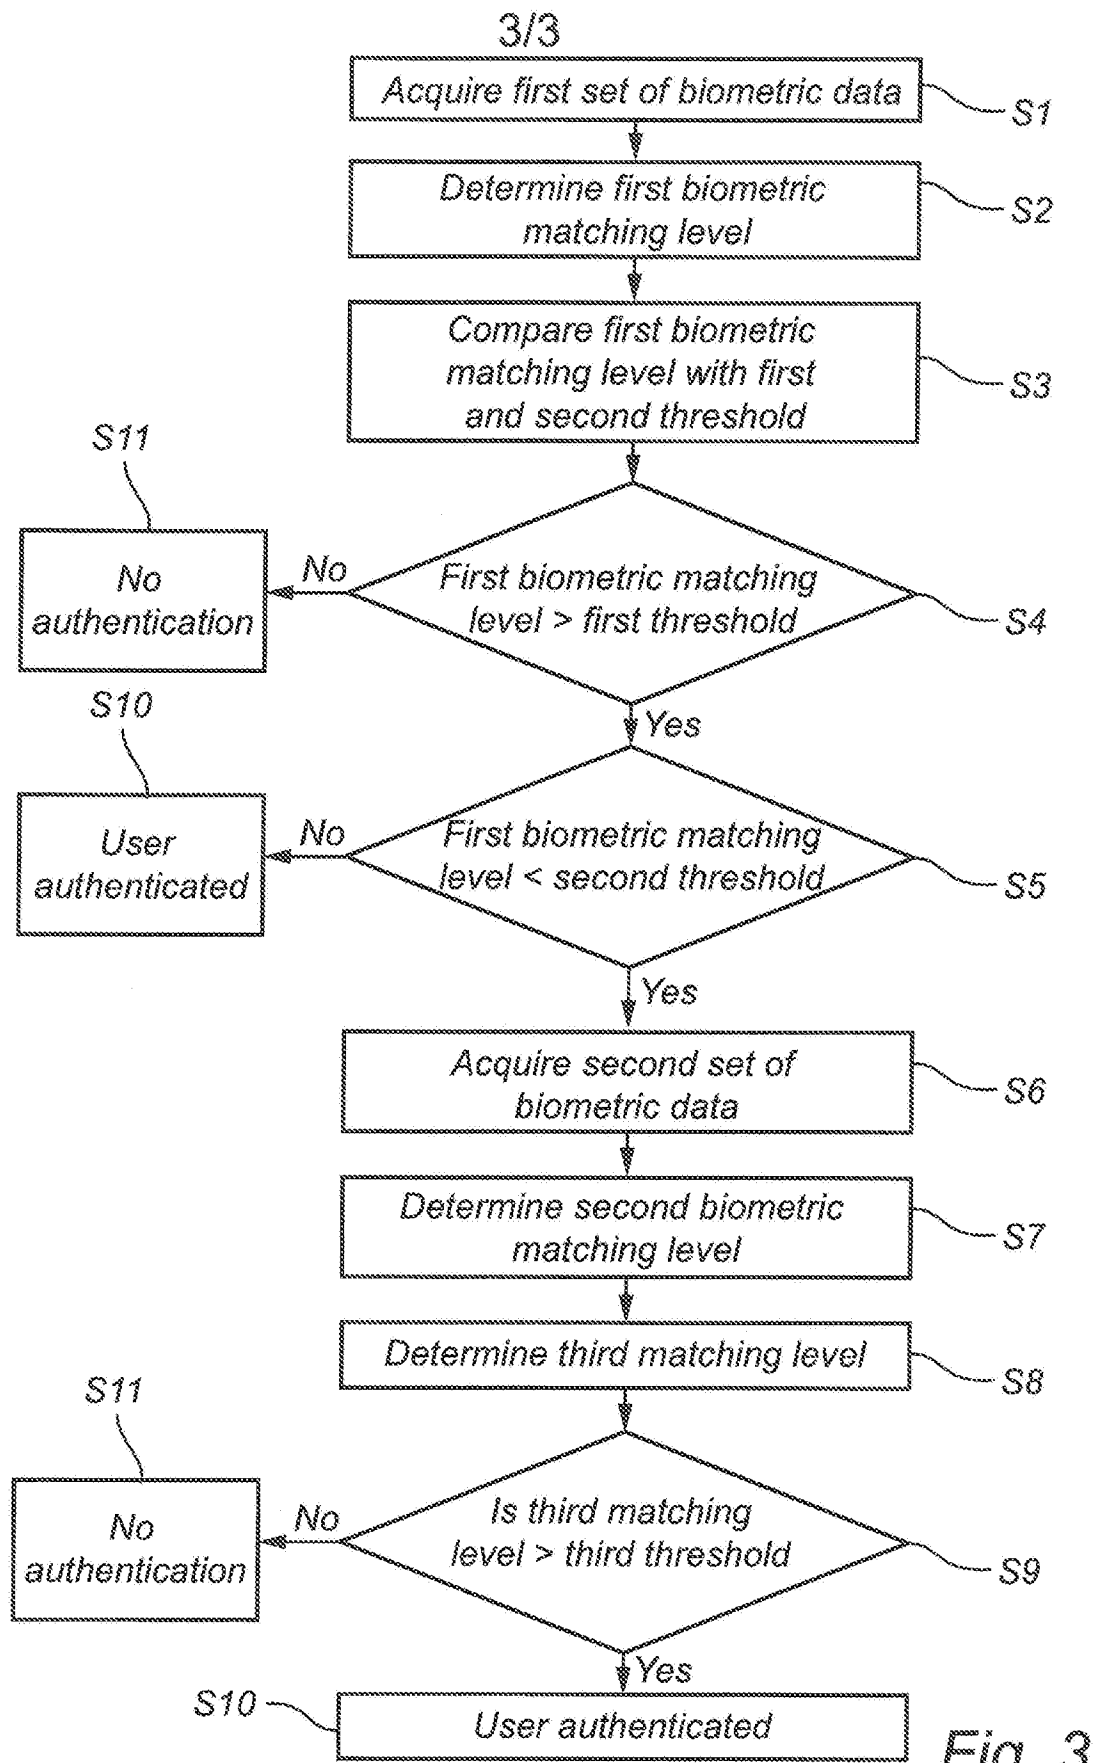 3/3
Acquire first set of biometric data
S1
Determine first biometric
matching level
S2
Compare first biometric
matching level with first
and second threshold
S3
S11
No
authentication
No
First biometric matching
level > first threshold
S4
Yes
S10
User
authenticated
No
First biometric matching
level < second threshold
S5
Yes
Acquire second set of
biometric data
S6
Determine second biometric
matching level
S7
Determine third matching level
S8
S11
No
authentication
No
Is third matching
level > third threshold
S9
Yes
S10
User authenticated
Fig. 3